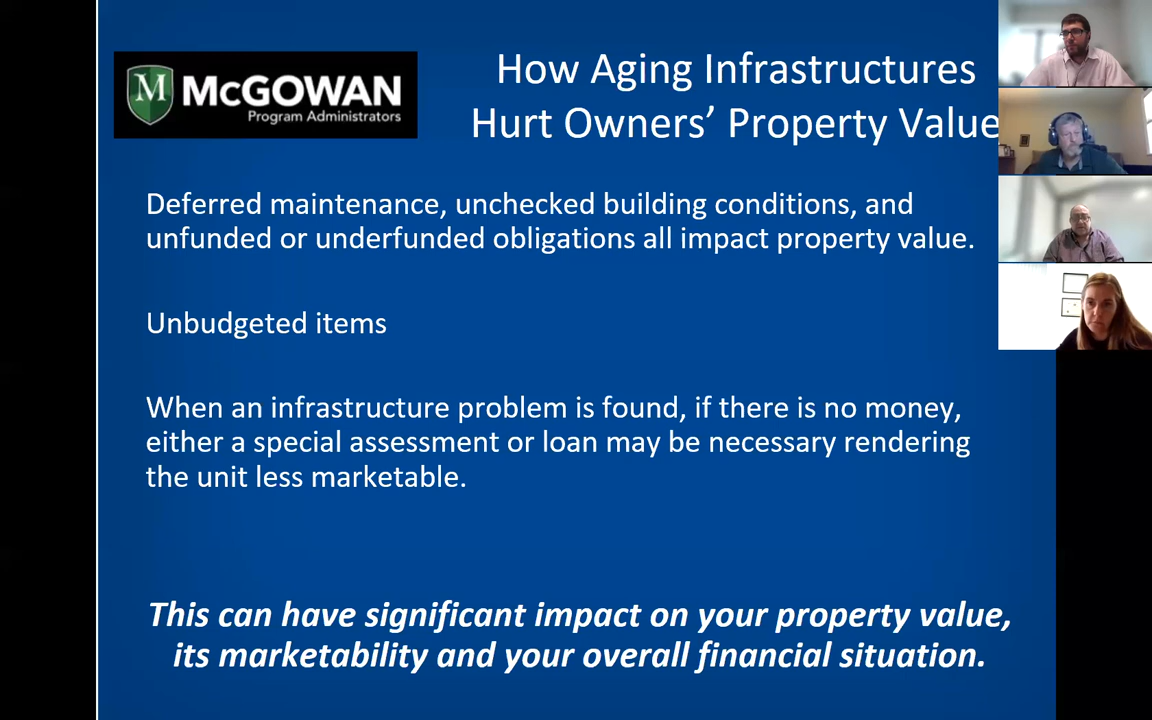 M McGOWAN
Program Administrators
How Aging Infrastructures
Hurt Owners’ Property Value
Deferred maintenance, unchecked building conditions, and
unfunded or underfunded obligations all impact property value.
Unbudgeted items
When an infrastructure problem is found, if there is no money,
either a special assessment or loan may be necessary rendering
the unit less marketable.
This can have significant impact on your property value,
its marketability and your overall financial situation.